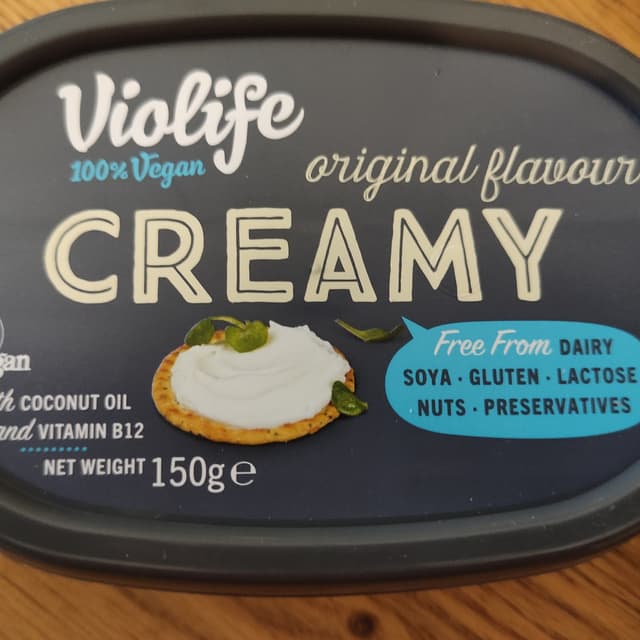 Violife
100% Vegan
original flavour
CREAMY
Free From DAIRY
SOYA · GLUTEN · LACTOSE
NUTS · PRESERVATIVES
COCONUT OIL
and VITAMIN B12
NET WEIGHT 150g e